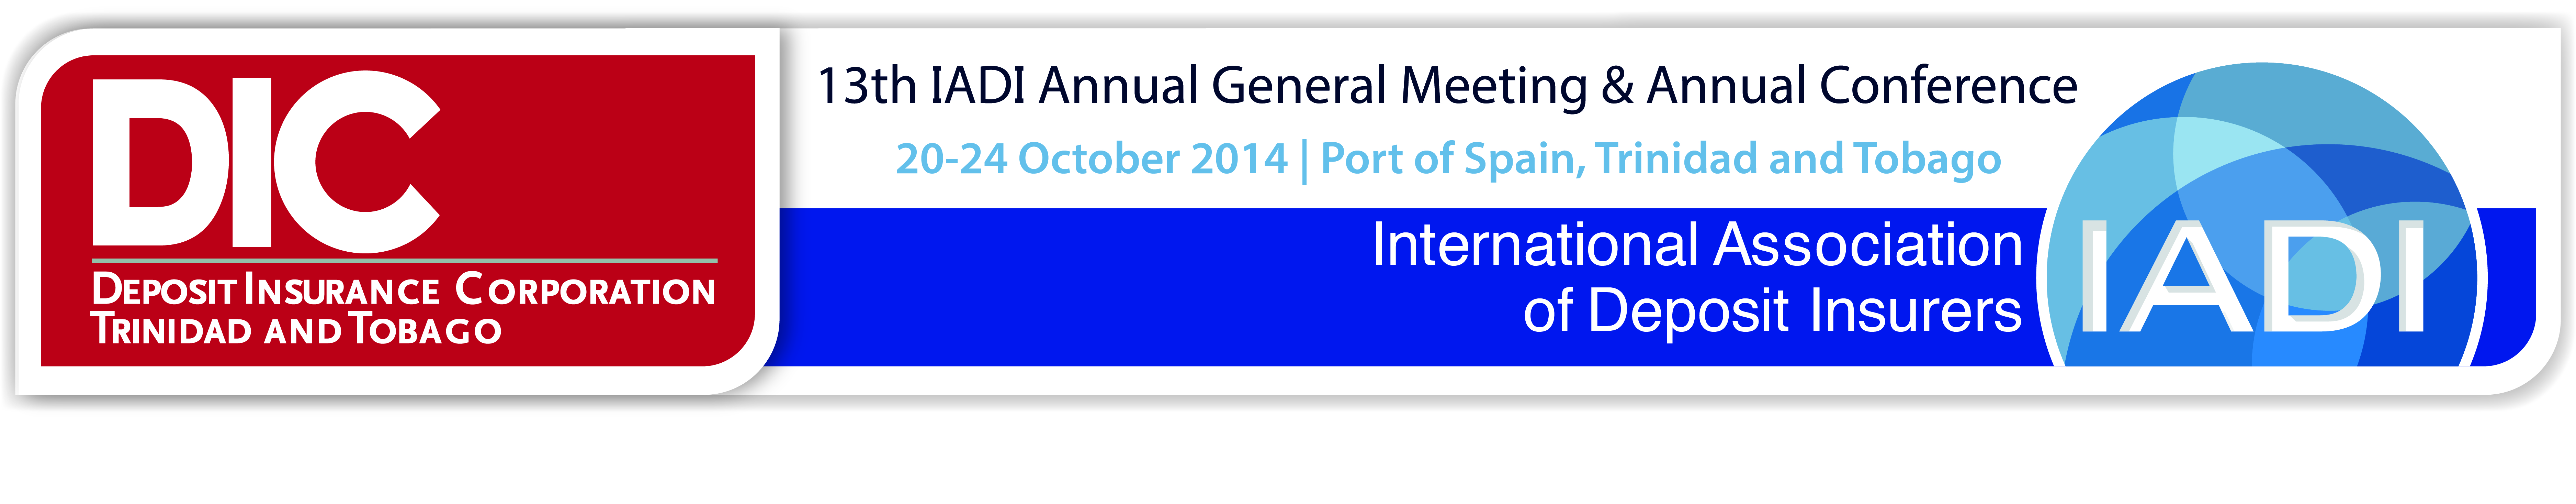 DIC
DEPOSIT INSURANCE CORPORATION
TRINIDAD AND TOBAGO
13th IADI Annual General Meeting & Annual Conference
20-24 October 2014 | Port of Spain, Trinidad and Tobago
International Association
of Deposit Insurers
IADI